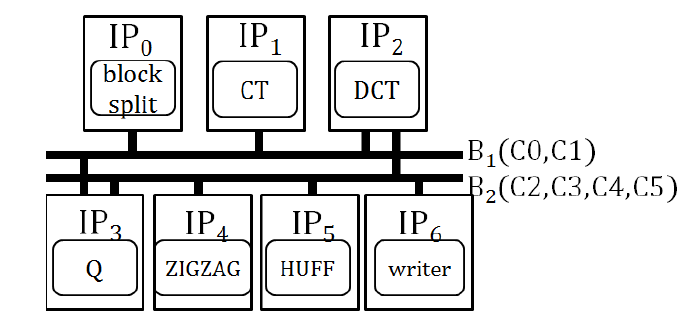 IP₀ IP₁ IP₂
block
split
CT
DCT
B₁(C0,C1)
B₂(C2,C3,C4,C5)
IP₃ IP₄ IP₅ IP₆
Q
ZIGZAG
HUFF
writer